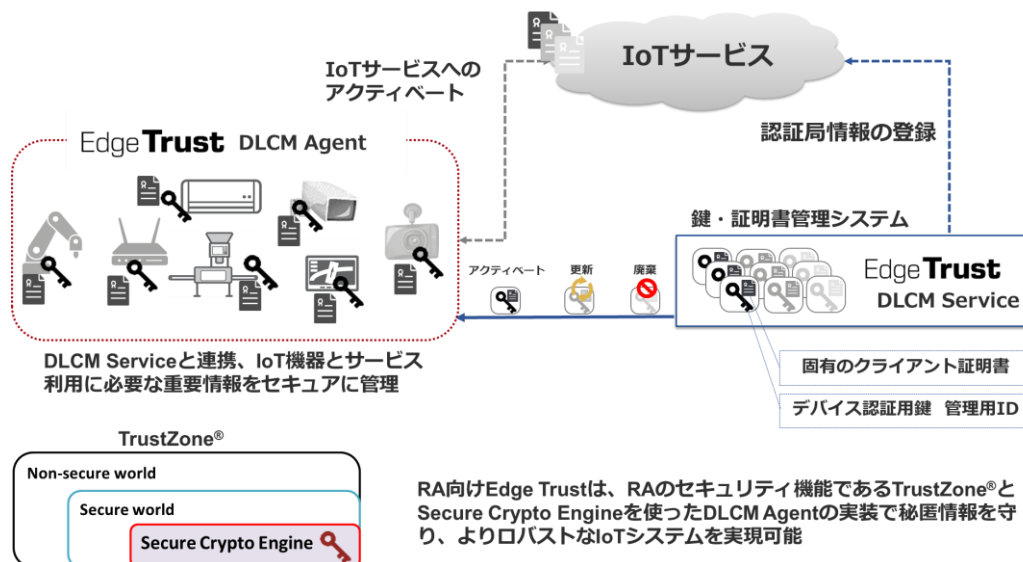 IoTサービス
IoTサービスへの
アクティベート
認証局情報の登録
EdgeTrust DLCM Agent
鍵・証明書管理システム
アクティベート 更新 廃棄
EdgeTrust
DLCM Service
DLCM Serviceと連携、IoT機器とサービス
利用に必要な重要情報をセキュアに管理
固有のクライアント証明書
デバイス認証用鍵 管理用ID
TrustZone®
Non-secure world
Secure world
Secure Crypto Engine
RA向けEdge Trustは、RAのセキュリティ機能であるTrustZone®と
Secure Crypto Engineを使ったDLCM Agentの実装で秘匿情報を守
り、よりロバストなIoTシステムを実現可能